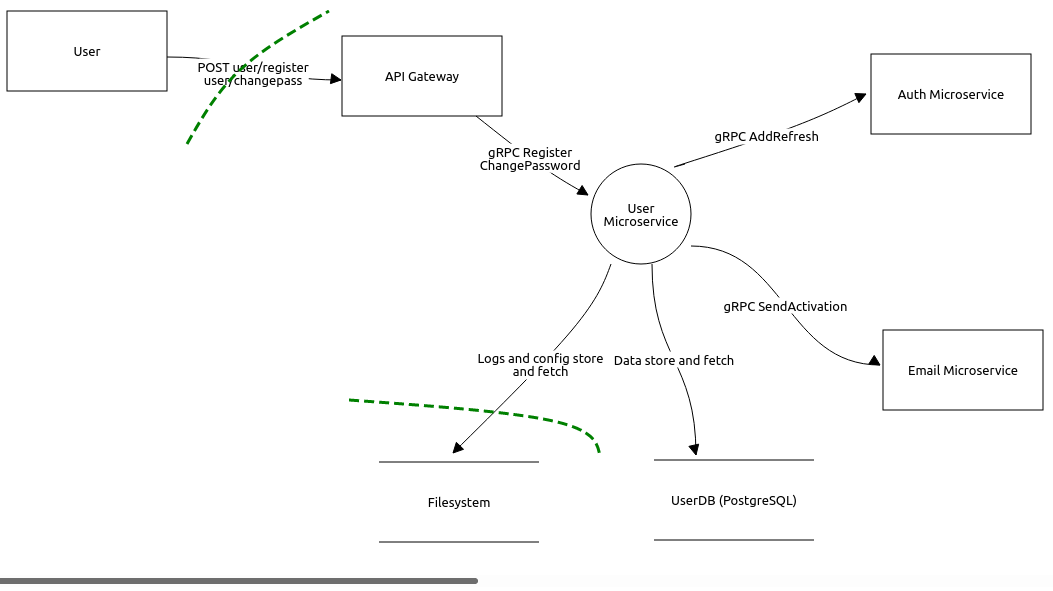 User
POST user/register
user/changepass
API Gateway
Auth Microservice
gRPC AddRefresh
gRPC Register
ChangePassword
User
Microservice
gRPC SendActivation
Logs and config store
and fetch
Data store and fetch
Email Microservice
Filesystem
UserDB (PostgreSQL)